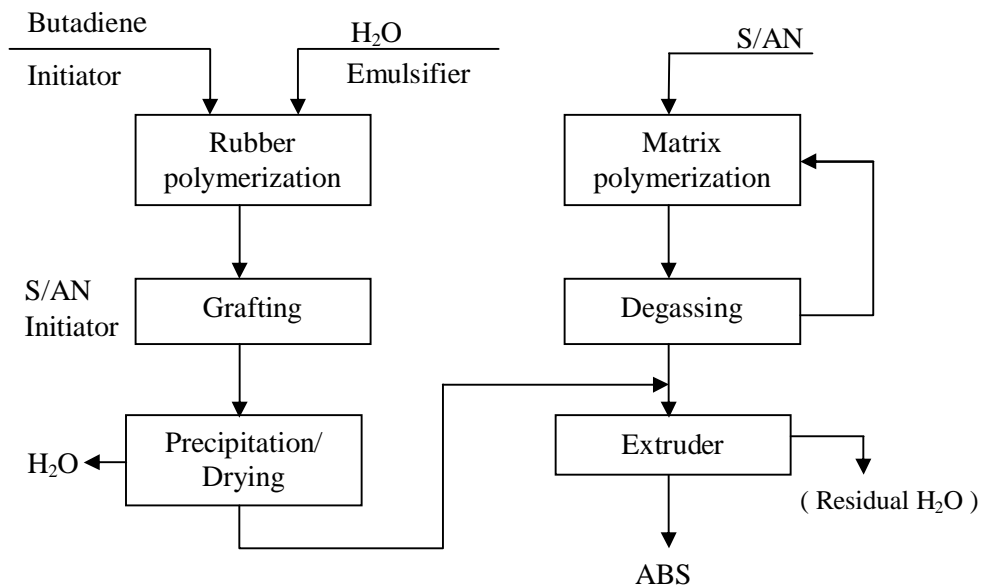 Butadiene
Initiator
H₂O
Emulsifier
Rubber
polymerization
S/AN
Initiator
Grafting
Precipitation/
Drying
H₂O
S/AN
Matrix
polymerization
Degassing
Extruder
( Residual H₂O )
ABS